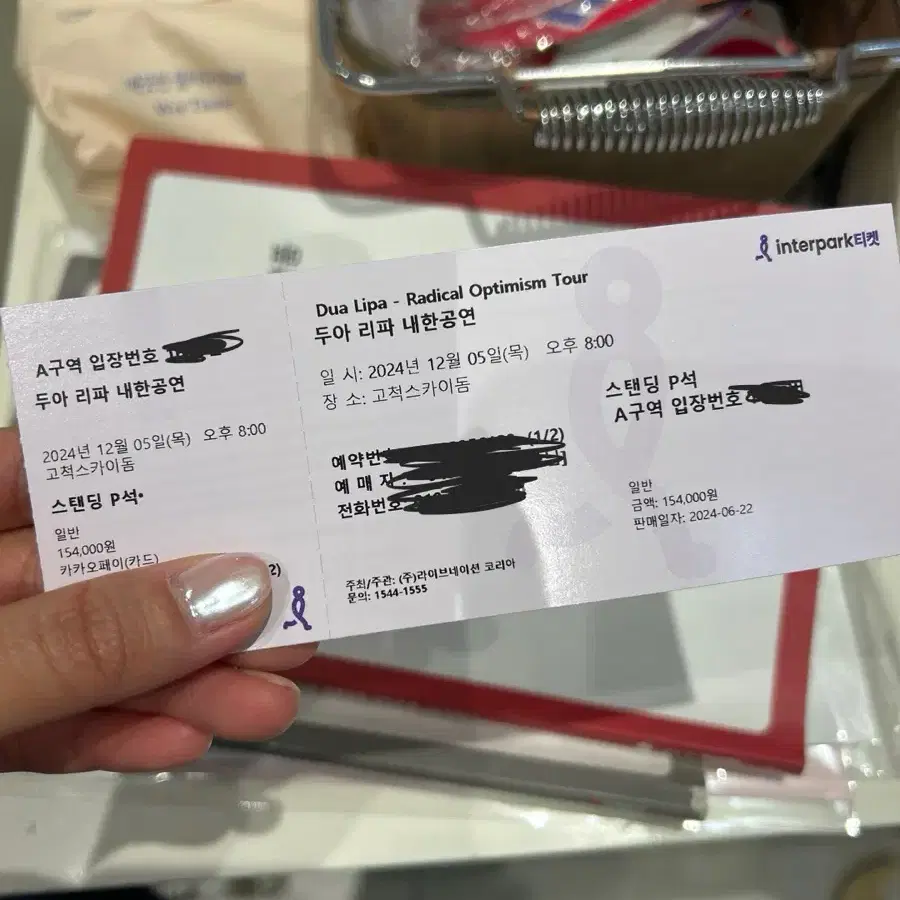 A구역 입장번호
두아 리파 내한공연
2024년 12월 05일(목) 오후 8:00
고척스카이돔
스탠딩 P석
일반
154,000원
카카오페이(카드)
2)
Dua Lipa - Radical Optimism Tour
두아 리파 내한공연
일 시: 2024년 12월 05일(목) 오후 8:00
장 소: 고척스카이돔
(1/2)
예 매 자
전화번호
주최/주관: (주)라이브네이션 코리아
문의: 1544-1555
interpark티켓
스탠딩 P석
A구역 입장번호
일반
금액: 154,000원
판매일자: 2024-06-22